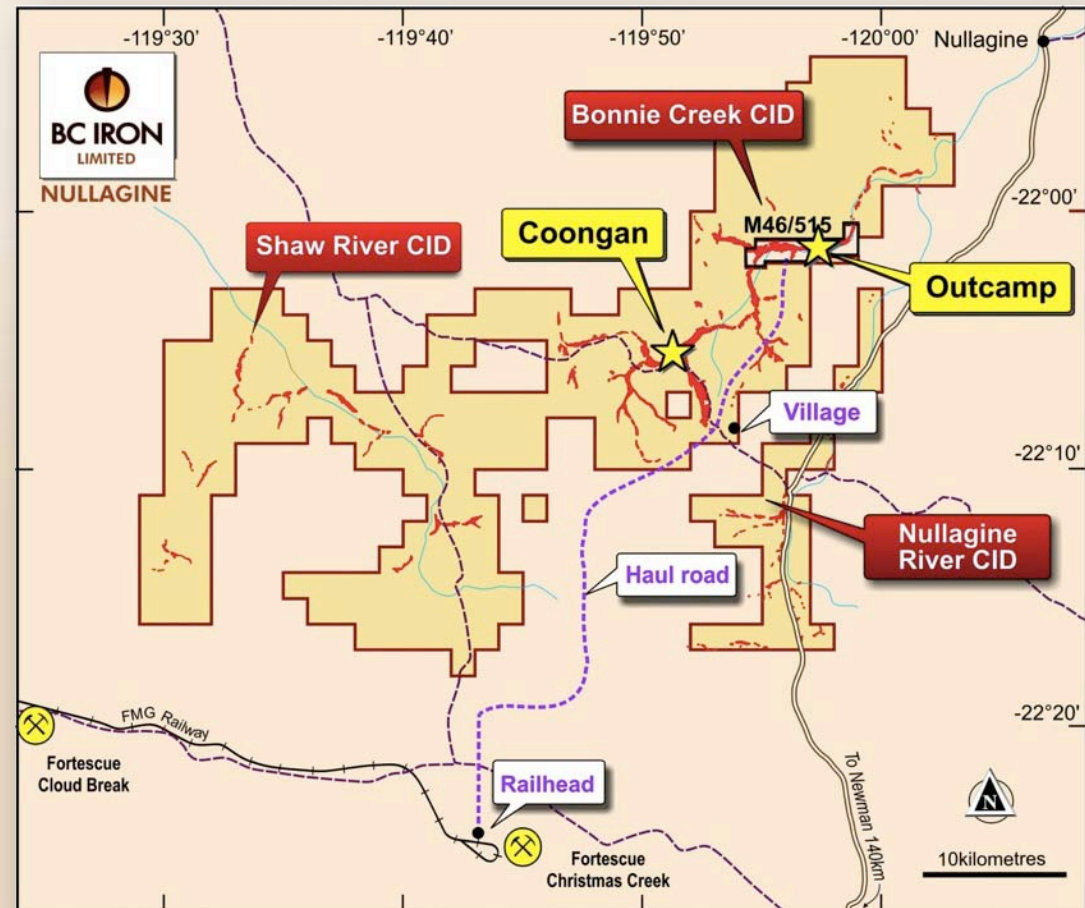 -119°30'
-119°40'
-119°50'
-120°00'
Nullagine
BC IRON
LIMITED
NULLAGINE
Bonnie Creek CID
-22°00'
M46/515
Coongan
Shaw River CID
Outcamp
Village
-22°10'
Nullagine
River CID
Haul road
-22°20'
FMG Railway
Fortescue
Cloud Break
To Newman 140km
Railhead
N
Fortescue
Christmas Creek
10kilometres